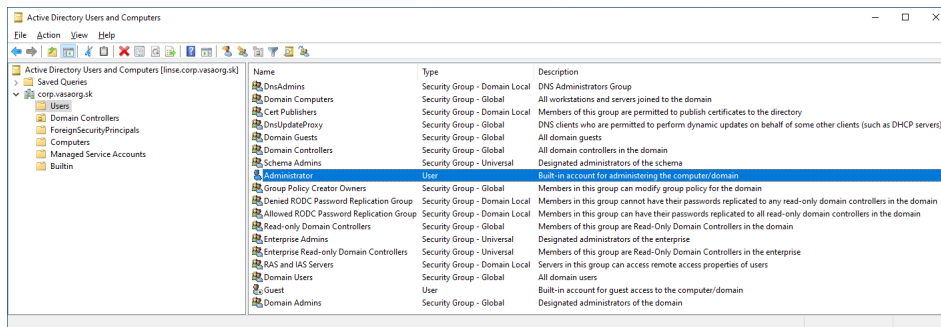 Active Directory Users and Computers
File Action View Help
Active Directory Users and Computers [linse.corp.vasaorg.sk]
Saved Queries
corp.vasaorg.sk
Users
Domain Controllers
ForeignSecurityPrincipals
Computers
Managed Service Accounts
Builtin
Name Type Description
DnsAdmins Security Group - Domain Local DNS Administrators Group
Domain Computers Security Group - Global All workstations and servers joined to the domain
Cert Publishers Security Group - Domain Local Members of this group are permitted to publish certificates to the directory
DnsUpdateProxy Security Group - Global DNS clients who are permitted to perform dynamic updates on behalf of some other clients (such as DHCP servers)
Domain Guests Security Group - Global All domain guests
Domain Controllers Security Group - Global All domain controllers in the domain
Schema Admins Security Group - Universal Designated administrators of the schema
Administrator User Built-in account for administering the computer/domain
Group Policy Creator Owners Security Group - Global Members in this group can modify group policy for the domain
Denied RODC Password Replication Group Security Group - Domain Local Members in this group cannot have their passwords replicated to any read-only domain controllers in the domain
Allowed RODC Password Replication Group Security Group - Domain Local Members in this group can have their passwords replicated to all read-only domain controllers in the domain
Read-only Domain Controllers Security Group - Global Members of this group are Read-Only Domain Controllers in the domain
Enterprise Admins Security Group - Universal Designated administrators of the enterprise
Enterprise Read-only Domain Controllers Security Group - Universal Members of this group are Read-Only Domain Controllers in the enterprise
RAS and IAS Servers Security Group - Domain Local Servers in this group can access remote access properties of users
Domain Users Security Group - Global All domain users
Guest User Built-in account for guest access to the computer/domain
Domain Admins Security Group - Global Designated administrators of the domain